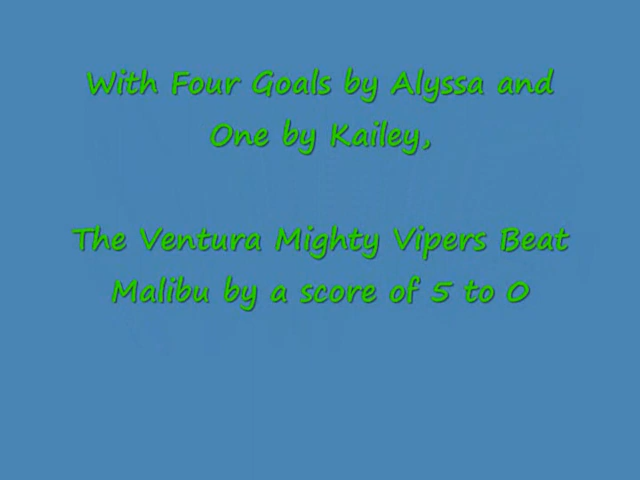 With Four Goals by Alyssa and
One by Kailey,
The Ventura Mighty Vipers Beat
Malibu by a score of 5 to 0